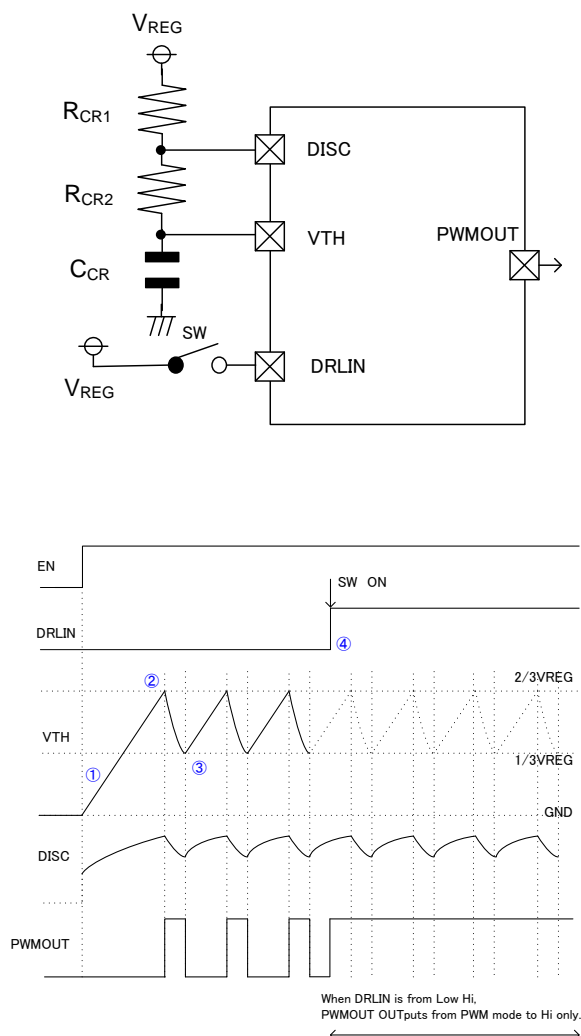 VREG
RCR1
DISC
RCR2
VTH
PWMOUT
CCR
SW
DRLIN
VREG
EN
SW ON
DRLIN
④
②
2/3VREG
VTH
①
③
1/3VREG
GND
DISC
PWMOUT
When DRLIN is from Low Hi,
PWMOUT OUTputs from PWM mode to Hi only.